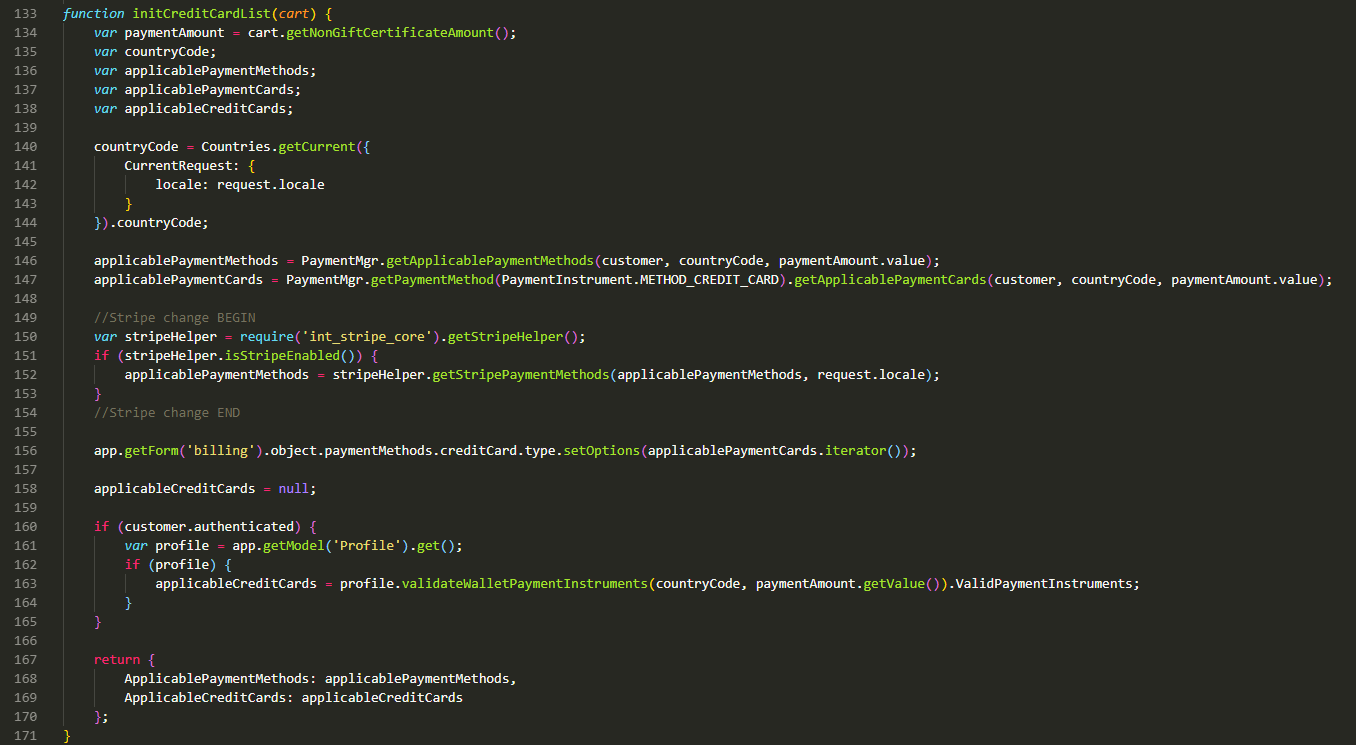 133 function initCreditCardList(cart) {
134     var paymentAmount = cart.getNonGiftCertificateAmount();
135     var countryCode;
136     var applicablePaymentMethods;
137     var applicablePaymentCards;
138     var applicableCreditCards;
139
140     countryCode = Countries.getCurrent({
141         CurrentRequest: {
142             locale: request.locale
143         }
144     }).countryCode;
145
146     applicablePaymentMethods = PaymentMgr.getApplicablePaymentMethods(customer, countryCode, paymentAmount.value);
147     applicablePaymentCards = PaymentMgr.getPaymentMethod(PaymentInstrument.METHOD_CREDIT_CARD).getApplicablePaymentCards(customer, countryCode, paymentAmount.value);
148
149     //Stripe change BEGIN
150     var stripeHelper = require('int_stripe_core').getStripeHelper();
151     if (stripeHelper.isStripeEnabled()) {
152         applicablePaymentMethods = stripeHelper.getStripePaymentMethods(applicablePaymentMethods, request.locale);
153     }
154     //Stripe change END
155
156     app.getForm('billing').object.paymentMethods.creditCard.type.setOptions(applicablePaymentCards.iterator());
157
158     applicableCreditCards = null;
159
160     if (customer.authenticated) {
161         var profile = app.getModel('Profile').get();
162         if (profile) {
163             applicableCreditCards = profile.validateWalletPaymentInstruments(countryCode, paymentAmount.getValue()).ValidPaymentInstruments;
164         }
165     }
166
167     return {
168         ApplicablePaymentMethods: applicablePaymentMethods,
169         ApplicableCreditCards: applicableCreditCards
170     };
171 }